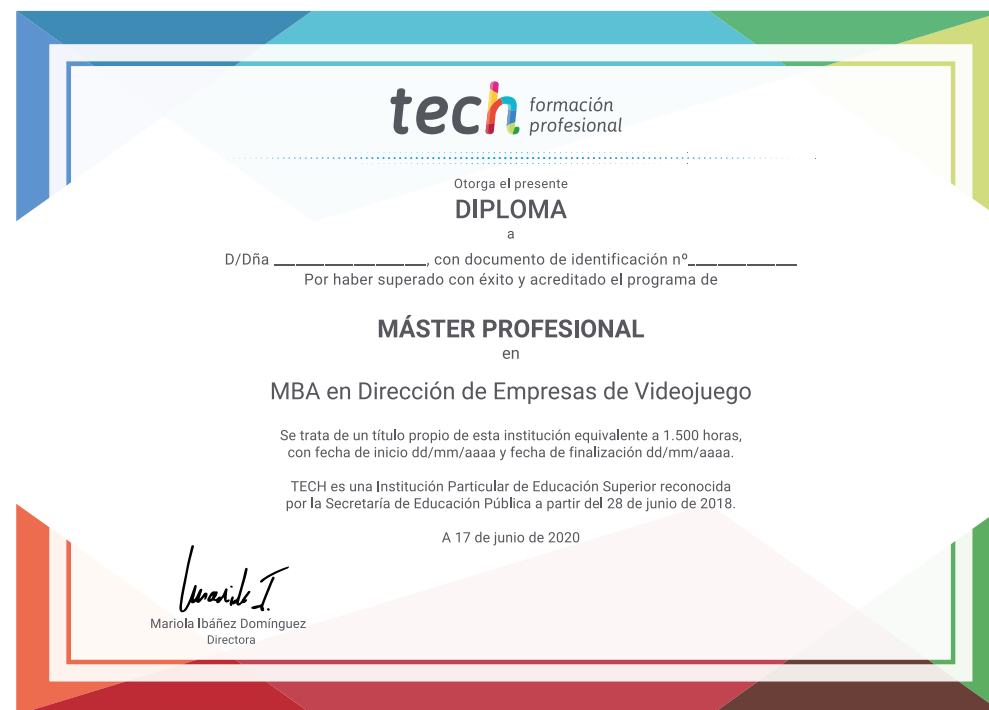 tech formación
profesional
Otorga el presente
DIPLOMA
a
D/Dña ______________, con documento de identificación nº__________
Por haber superado con éxito y acreditado el programa de
MÁSTER PROFESIONAL
en
MBA en Dirección de Empresas de Videojuego
Se trata de un título propio de esta institución equivalente a 1.500 horas,
con fecha de inicio dd/mm/aaaa y fecha de finalización dd/mm/aaaa.
TECH es una Institución Particular de Educación Superior reconocida
por la Secretaría de Educación Pública a partir del 28 de junio de 2018.
A 17 de junio de 2020
Mariola Ibáñez Domínguez
Directora